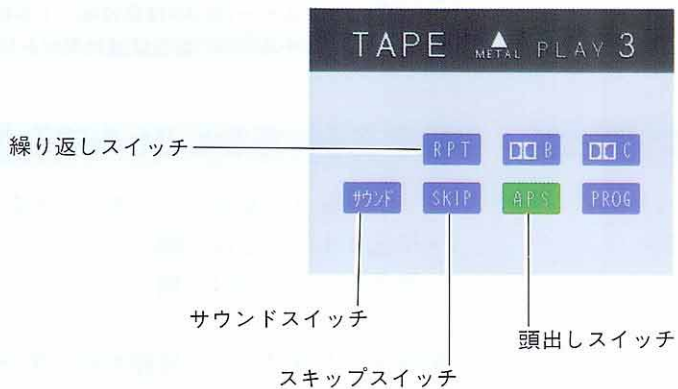 TAPE METAL PLAY 3
繰り返しスイッチ
RPT B C
サウンド SKIP APS PROG
サウンドスイッチ
頭出しスイッチ
スキップスイッチ